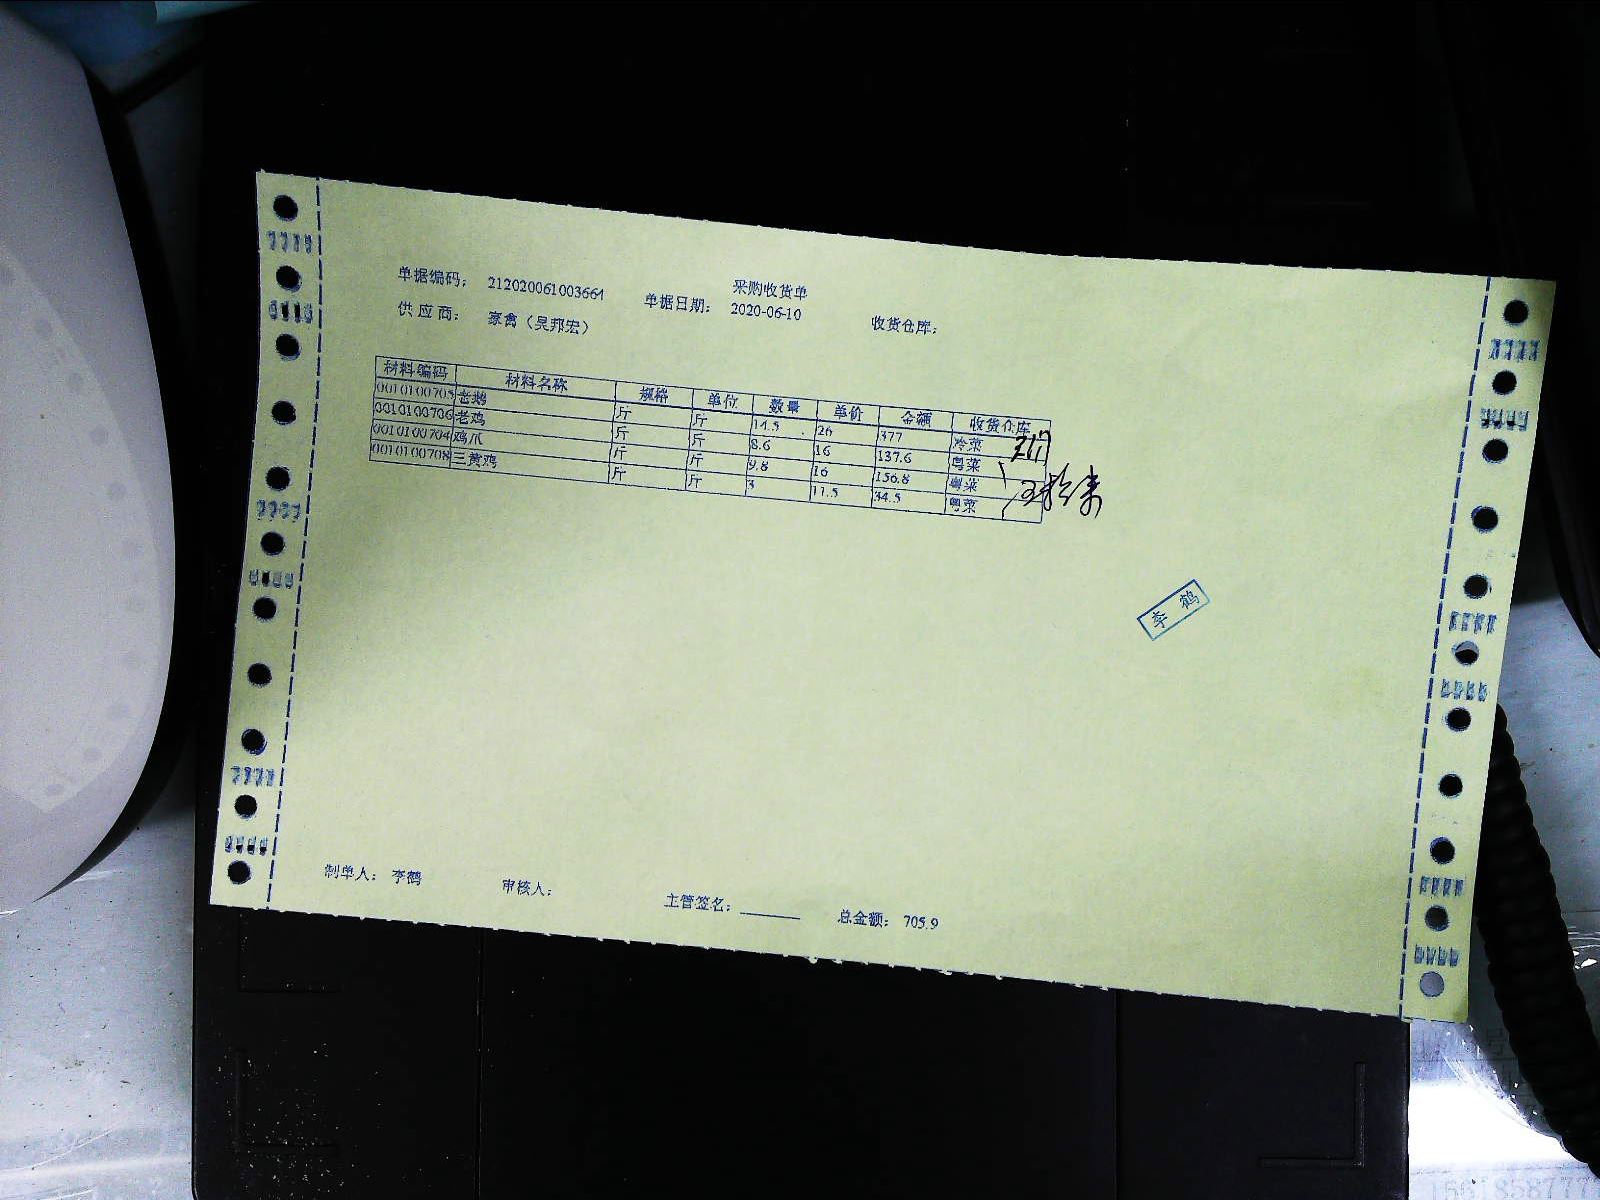 采购收货单
单据编码： 212020061003664 单据日期： 2020-06-10 收货仓库：
供应商： 家禽（吴邦宏）
材料编码 材料名称 规格 单位 数量 单价 金额 收货仓库
0010100705 老鹅 斤 斤 14.5 26 377 冷菜
0010100706 老鸡 斤 斤 8.6 16 137.6 粤菜
0010100704 鸡爪 斤 斤 9.8 16 156.8 粤菜
0010100708 三黄鸡 斤 斤 3 11.5 34.5 粤菜
李鹤
制单人： 李鹤 审核人： 主管签名： 总金额： 705.9